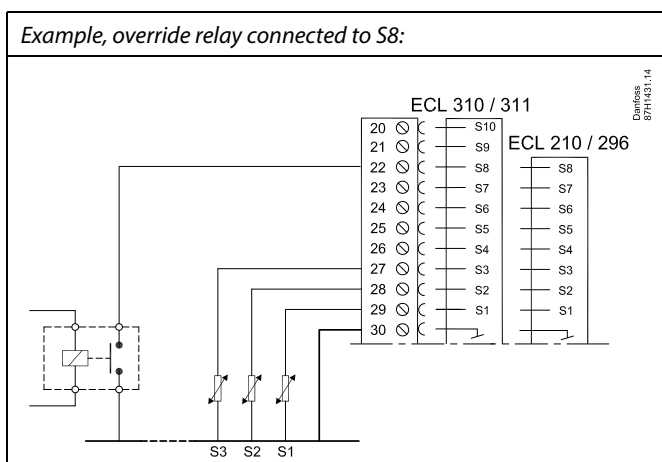 Example, override relay connected to S8:
Danfoss
87H1431.14
ECL 310 / 311
ECL 210 / 296
20 S10
21 S9
22 S8 S8
23 S7 S7
24 S6 S6
25 S5 S5
26 S4 S4
27 S3 S3
28 S2 S2
29 S1 S1
30
S3 S2 S1